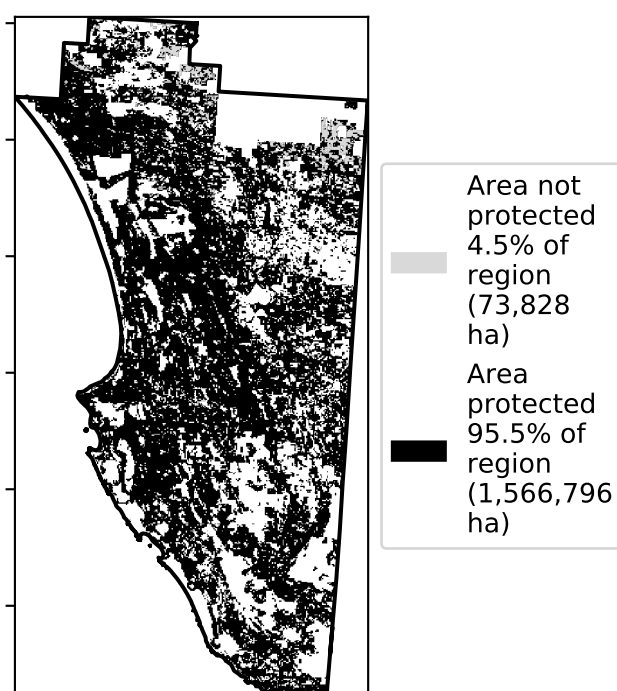 Area not
protected
4.5% of
region
(73,828
ha)
Area
protected
95.5% of
region
(1,566,796
ha)